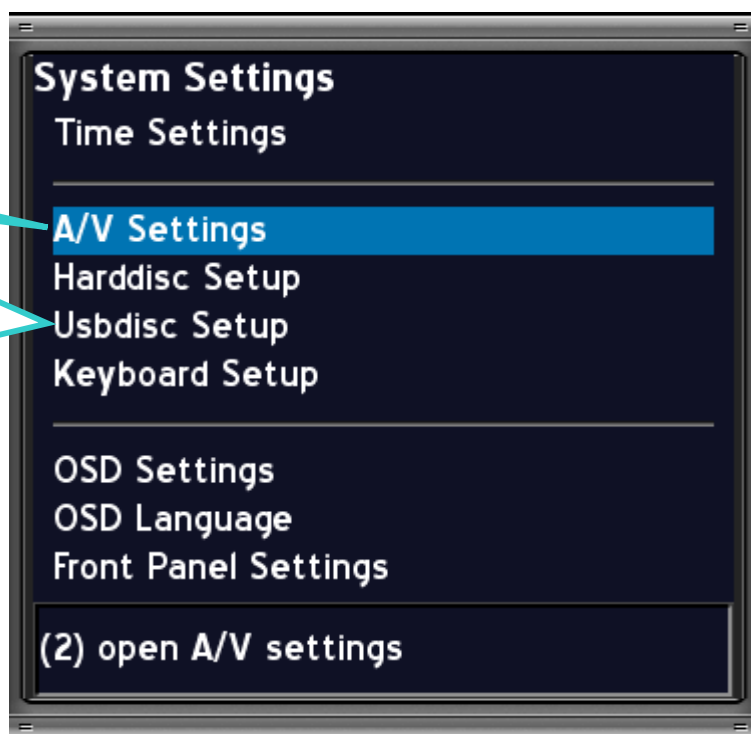 System Settings
Time Settings
A/V Settings
Harddisc Setup
Usbdisc Setup
Keyboard Setup
OSD Settings
OSD Language
Front Panel Settings
(2) open A/V settings